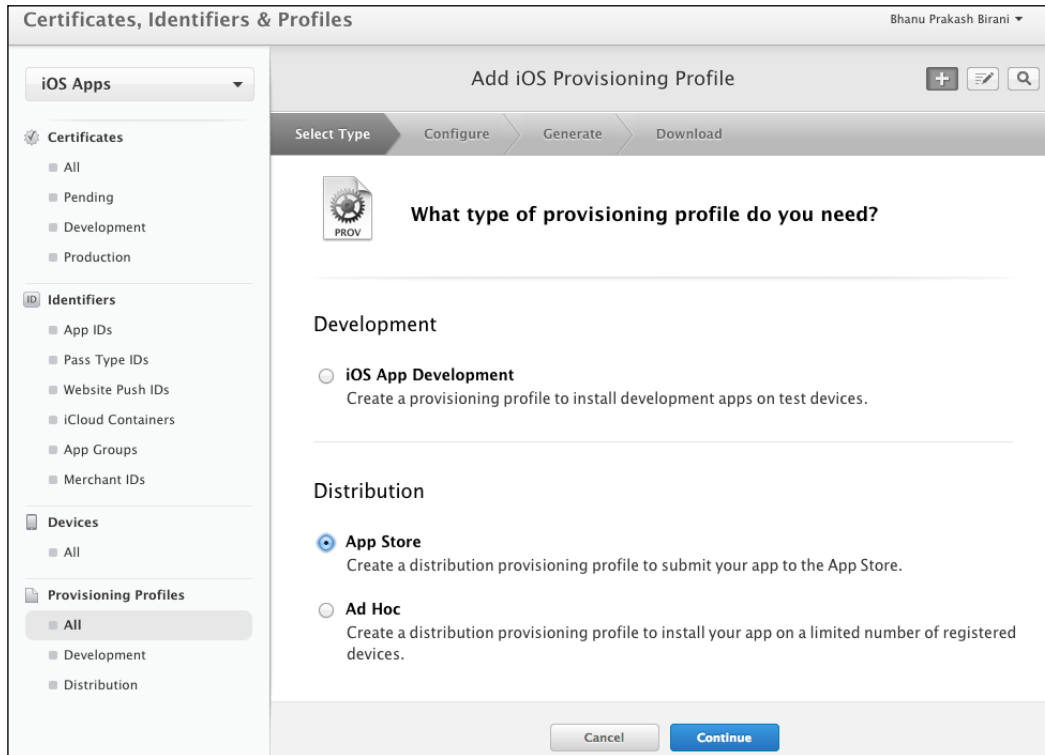 Certificates, Identifiers & Profiles
Bhanu Prakash Birani
iOS Apps
Certificates
All
Pending
Development
Production
Identifiers
App IDs
Pass Type IDs
Website Push IDs
iCloud Containers
App Groups
Merchant IDs
Devices
All
Provisioning Profiles
All
Development
Distribution
Add iOS Provisioning Profile
Select Type
Configure
Generate
Download
PROV
What type of provisioning profile do you need?
Development
iOS App Development
Create a provisioning profile to install development apps on test devices.
Distribution
App Store
Create a distribution provisioning profile to submit your app to the App Store.
Ad Hoc
Create a distribution provisioning profile to install your app on a limited number of registered
devices.
Cancel
Continue
ID